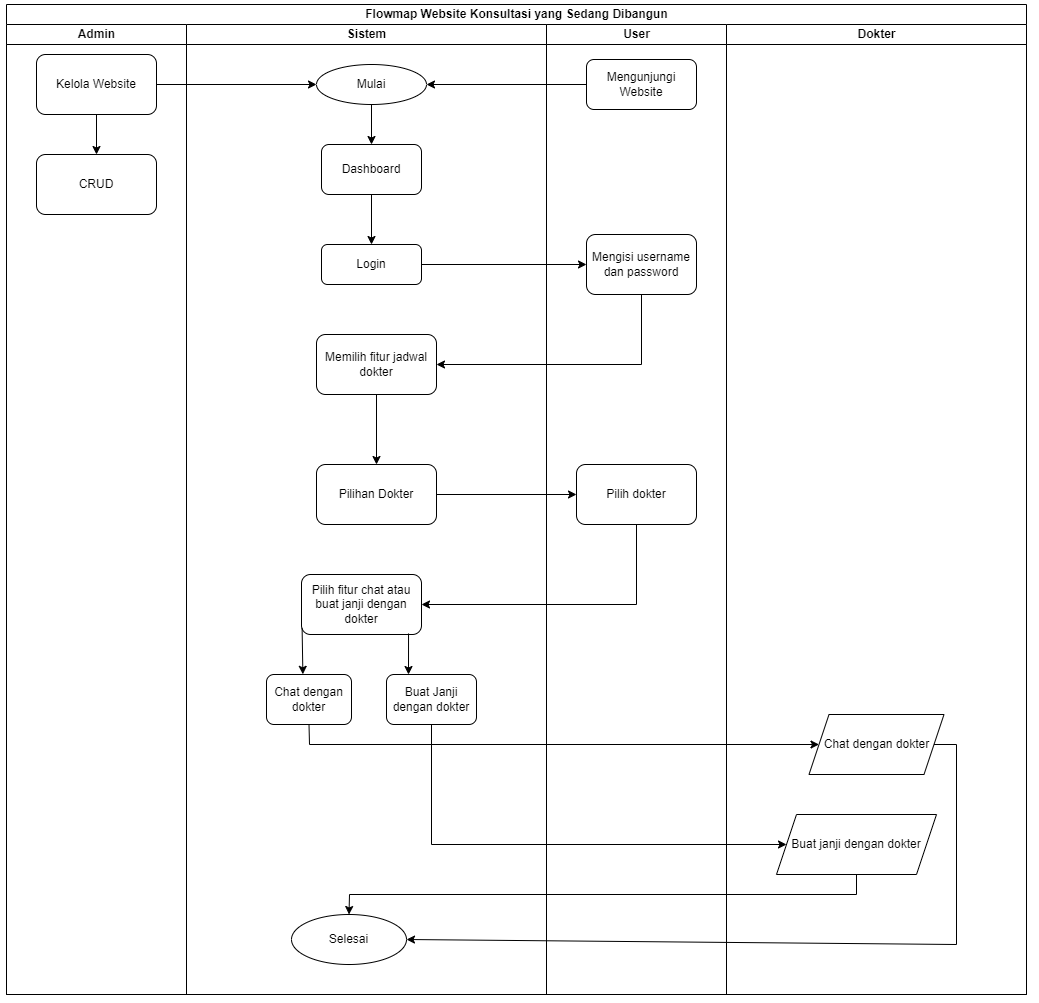 Flowmap Website Konsultasi yang Sedang Dibangun
Admin
Sistem
User
Dokter
Kelola Website
Mulai
Mengunjungi
Website
CRUD
Dashboard
Login
Mengisi username
dan password
Memilih fitur jadwal
dokter
Pilihan Dokter
Pilih dokter
Pilih fitur chat atau
buat janji dengan
dokter
Chat dengan
dokter
Buat Janji
dengan dokter
Chat dengan dokter
Buat janji dengan dokter
Selesai